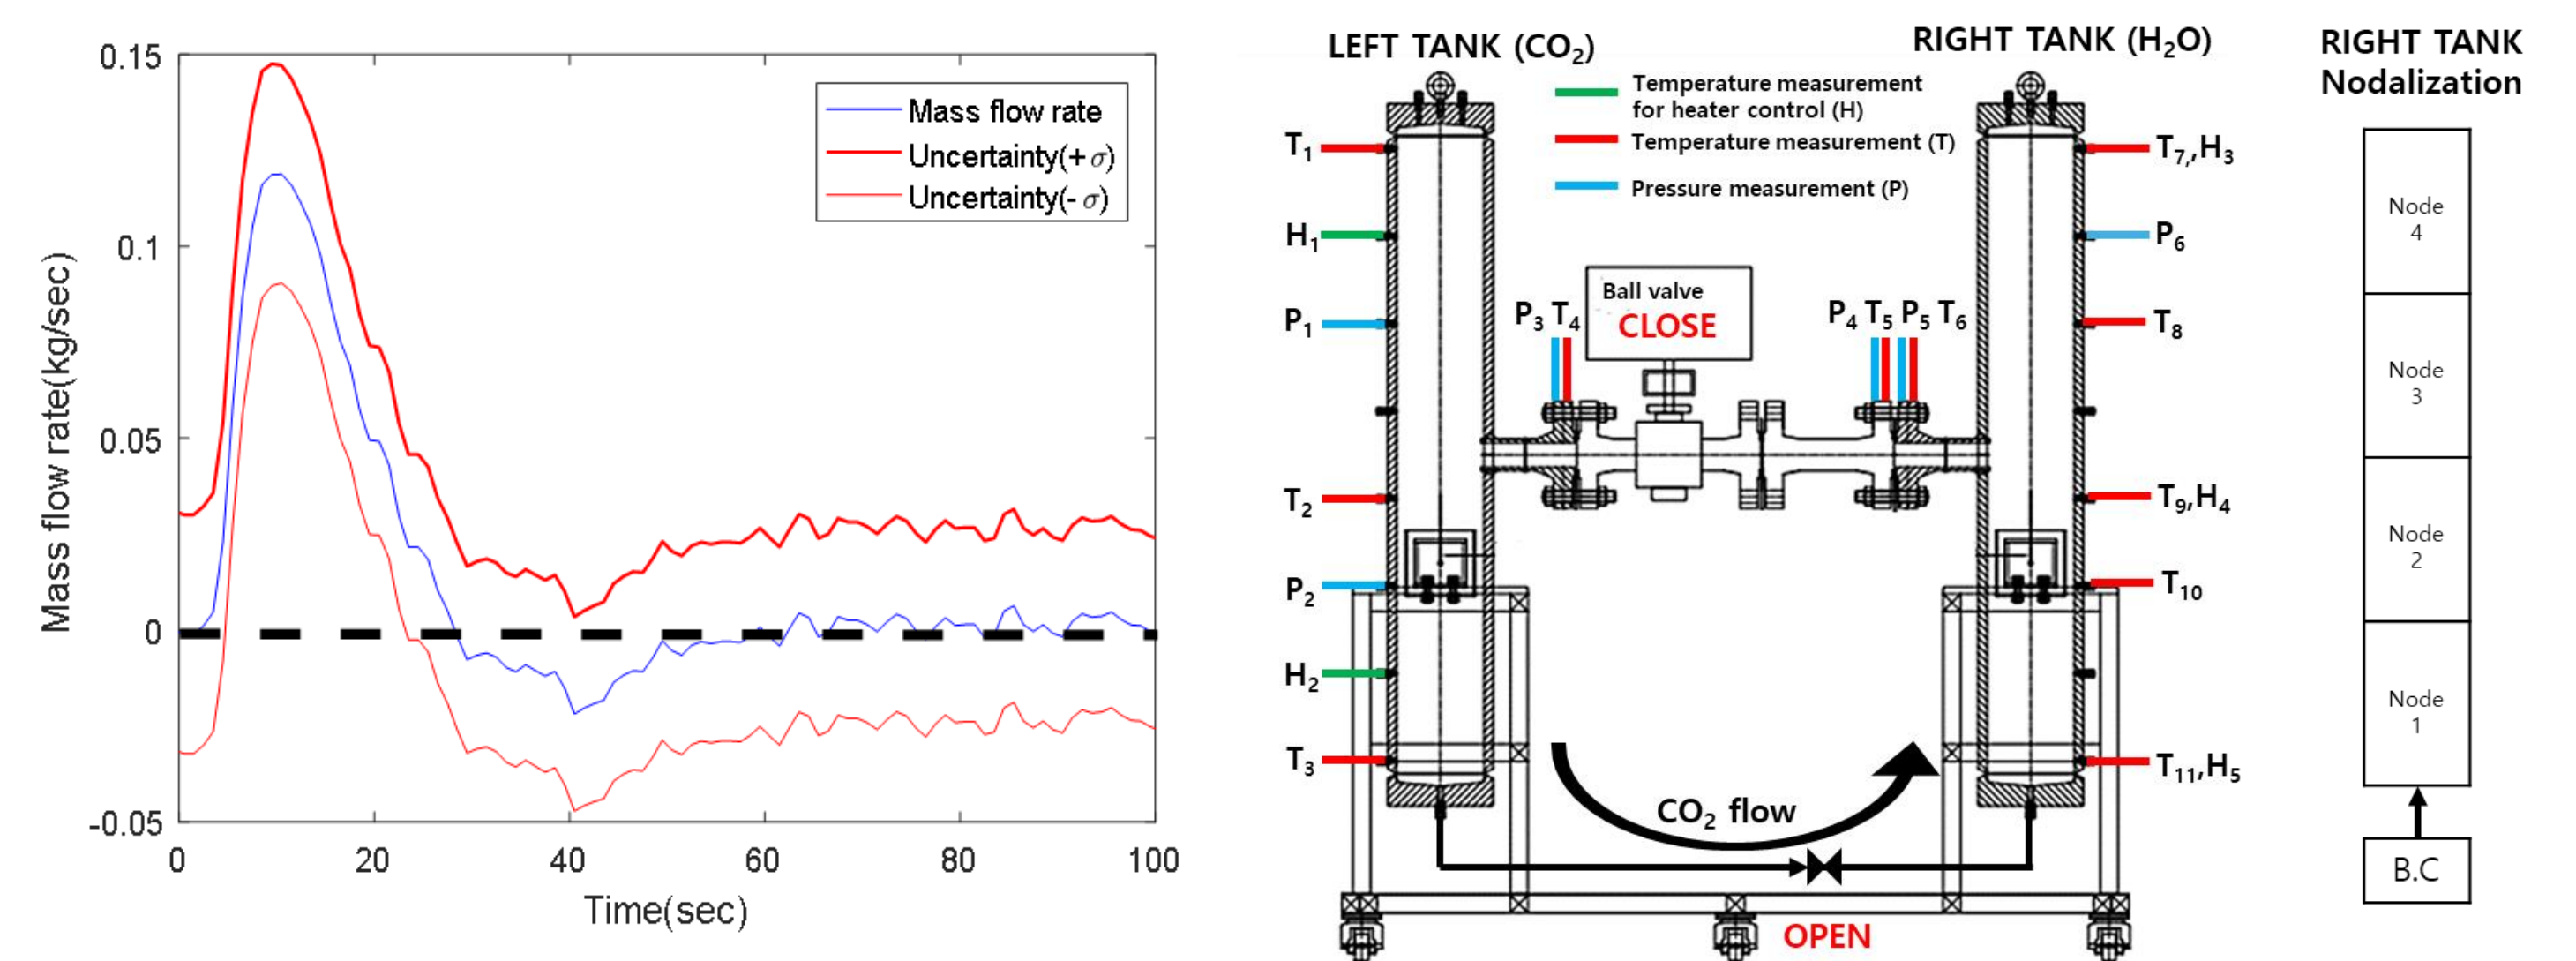 0.15
0.1
0.05
0
-0.05
0
20
40
60
80
100
Mass flow rate(kg/sec)
Time(sec)
Mass flow rate
Uncertainty(+ σ)
Uncertainty(- σ)
LEFT TANK (CO₂)
RIGHT TANK (H₂O)
Temperature measurement
for heater control (H)
Temperature measurement (T)
Pressure measurement (P)
T₁
H₁
P₁
T₂
P₂
H₂
T₃
P₃ T₄
Ball valve
CLOSE
P₄ T₅ P₅ T₆
T₇,,H₃
P₆
T₈
T₉,H₄
T₁₀
T₁₁,H₅
CO₂ flow
OPEN
RIGHT TANK
Nodalization
Node
4
Node
3
Node
2
Node
1
B.C